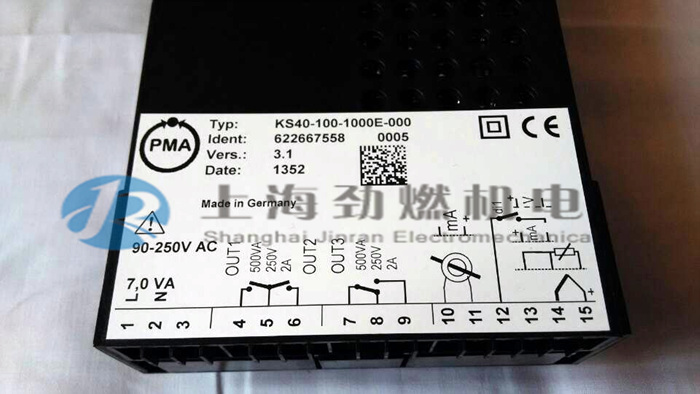 PMA
Typ: KS40-100-1000E-000
Ident: 622667558 0005
Vers.: 3.1
Date: 1352
CE
Made in Germany
上海劲燃机电
Shanghai Jinran Electromechanical
JR
90-250V AC
7,0 VA
L
N
OUT1
500VA
250V
2A
OUT2
OUT3
500VA
250V
2A
mA
+
di1
V
mA
+
1 2 3 4 5 6 7 8 9 10 11 12 13 14 15